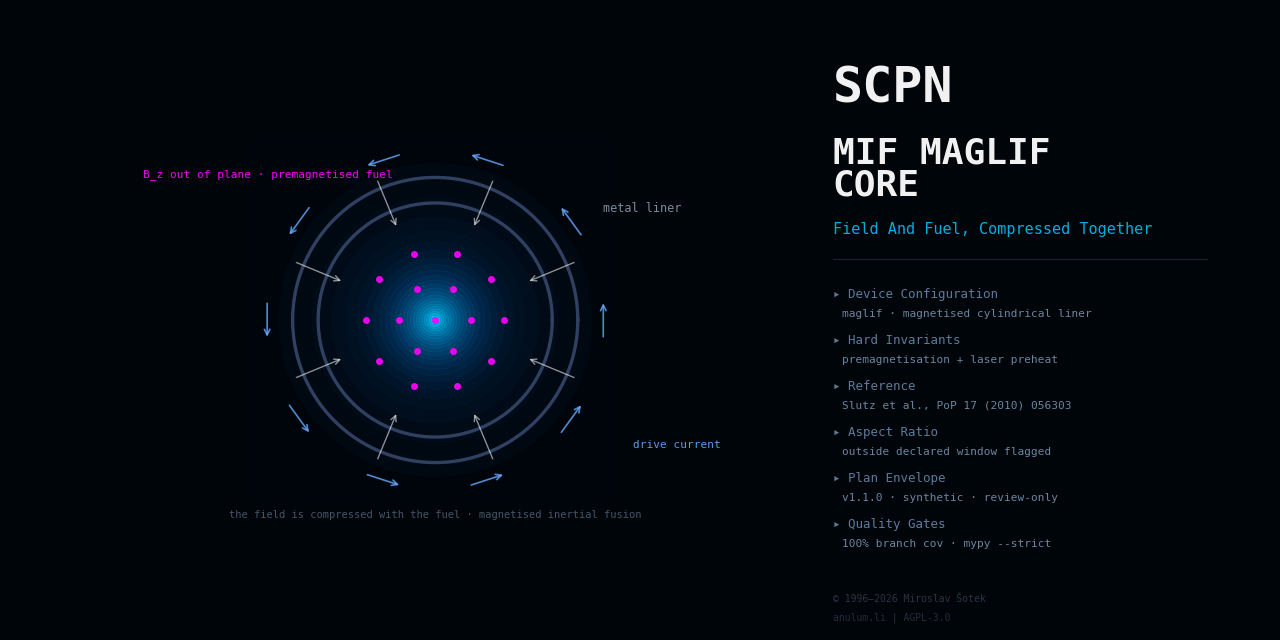 B_z out of plane · premagnetised fuel
metal liner
drive current
the field is compressed with the fuel · magnetised inertial fusion
SCPN
MIF MAGLIF
CORE
Field And Fuel, Compressed Together
▸ Device Configuration
maglif · magnetised cylindrical liner
▸ Hard Invariants
premagnetisation + laser preheat
▸ Reference
Slutz et al., PoP 17 (2010) 056303
▸ Aspect Ratio
outside declared window flagged
▸ Plan Envelope
v1.1.0 · synthetic · review-only
▸ Quality Gates
100% branch cov · mypy --strict
© 1996–2026 Miroslav Šotek
anulum.li | AGPL-3.0